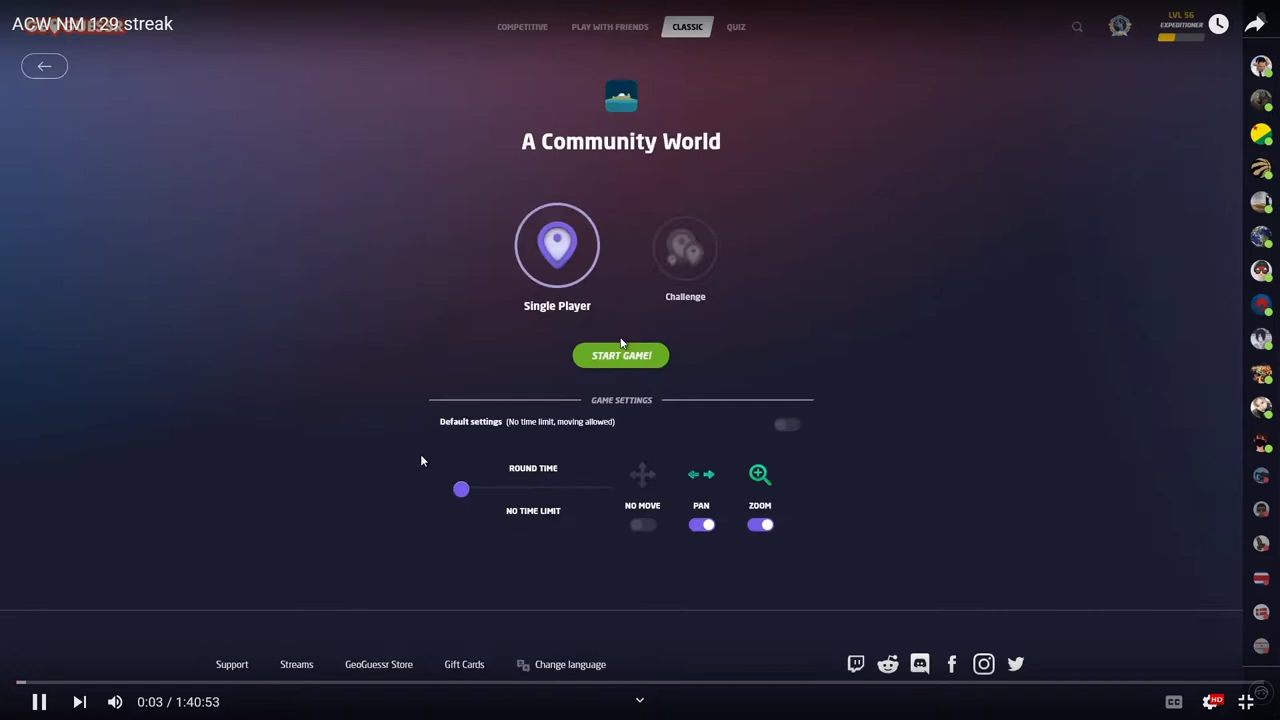 ACW NM 129 streak
COMPETITIVE
PLAY WITH FRIENDS
CLASSIC
QUIZ
LVL 56
EXPEDITIONER
A Community World
Single Player
Challenge
START GAME!
GAME SETTINGS
Default settings (No time limit, moving allowed)
ROUND TIME
NO TIME LIMIT
NO MOVE
PAN
ZOOM
Support
Streams
GeoGuessr Store
Gift Cards
Change language
0:03 / 1:40:53
CC
HD